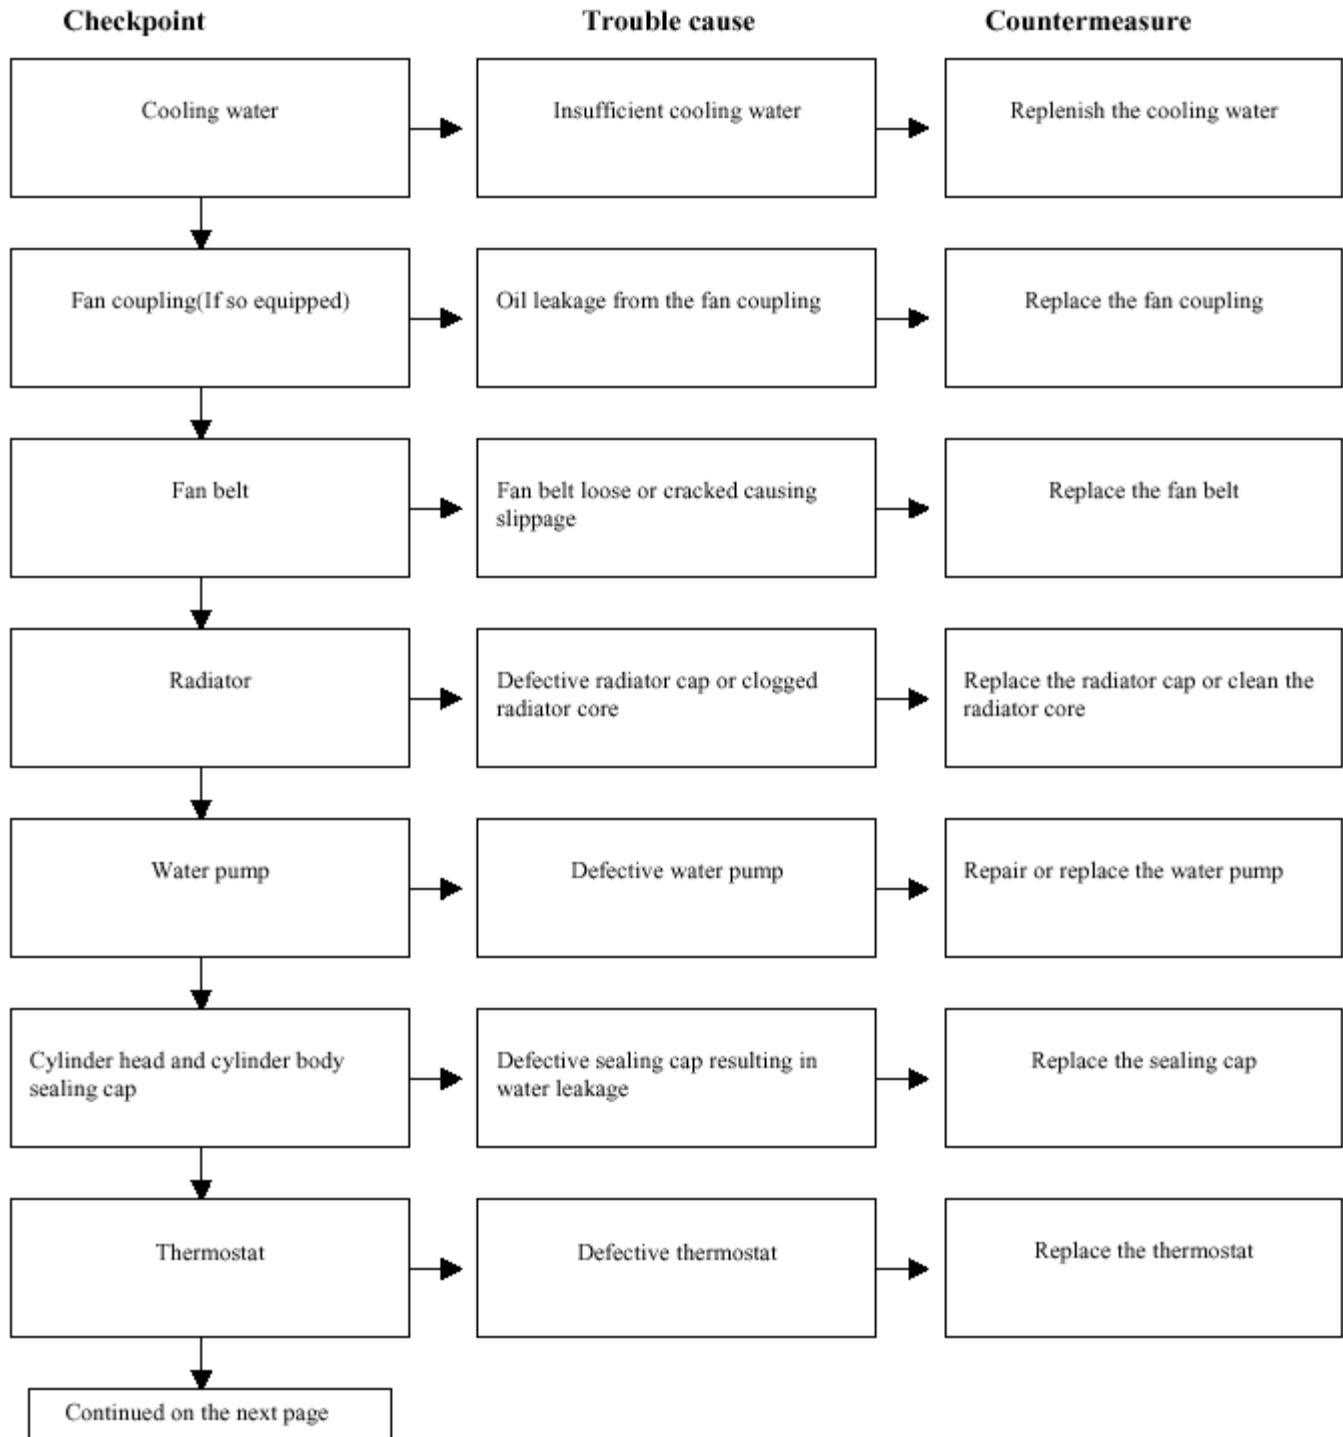 Checkpoint
Trouble cause
Countermeasure
Cooling water
Insufficient cooling water
Replenish the cooling water
Fan coupling(If so equipped)
Oil leakage from the fan coupling
Replace the fan coupling
Fan belt
Fan belt loose or cracked causing
slippage
Replace the fan belt
Radiator
Defective radiator cap or clogged
radiator core
Replace the radiator cap or clean the
radiator core
Water pump
Defective water pump
Repair or replace the water pump
Cylinder head and cylinder body
sealing cap
Defective sealing cap resulting in
water leakage
Replace the sealing cap
Thermostat
Defective thermostat
Replace the thermostat
Continued on the next page